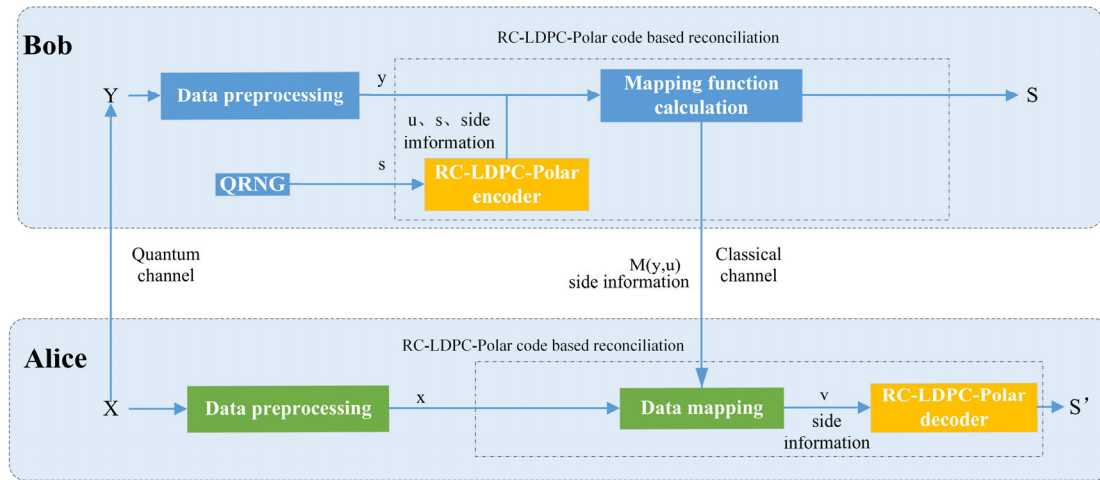 Bob
RC-LDPC-Polar code based reconciliation
Y
Data preprocessing
y
Mapping function
calculation
S
u、s、side
imformation
QRNG
s
RC-LDPC-Polar
encoder
Quantum
channel
M(y,u)
side information
Classical
channel
Alice
RC-LDPC-Polar code based reconciliation
X
Data preprocessing
x
Data mapping
v
side
information
RC-LDPC-Polar
decoder
S’